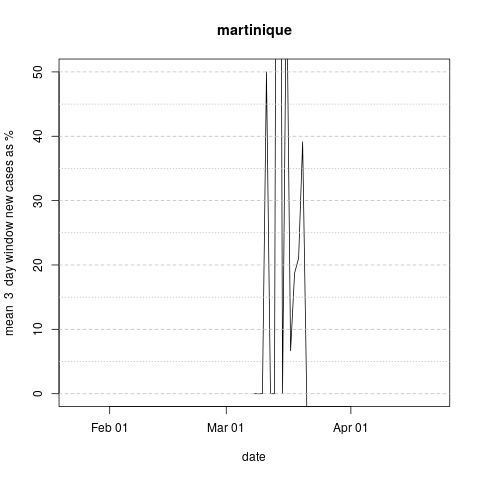 martinique
mean  3  day window new cases as %
50
40
30
20
10
0
Feb 01
Mar 01
Apr 01
date